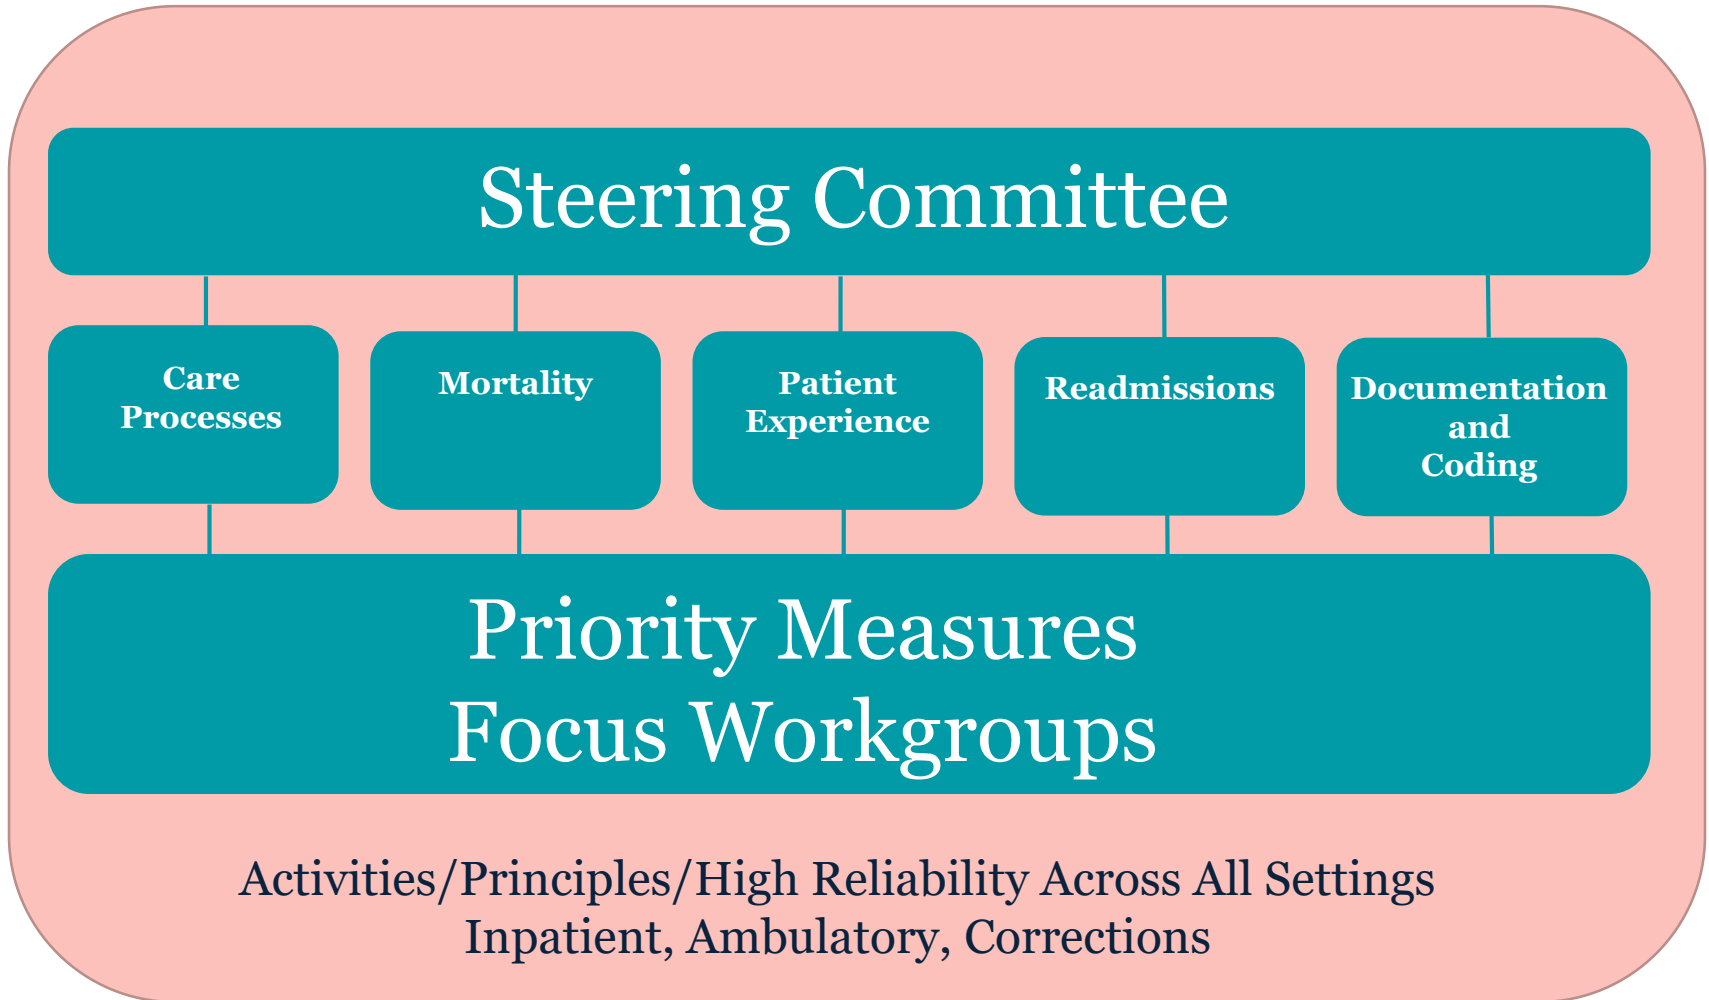 Steering Committee
Care
Processes
Mortality
Patient
Experience
Readmissions
Documentation
and
Coding
Priority Measures
Focus Workgroups
Activities/Principles/High Reliability Across All Settings
Inpatient, Ambulatory, Corrections